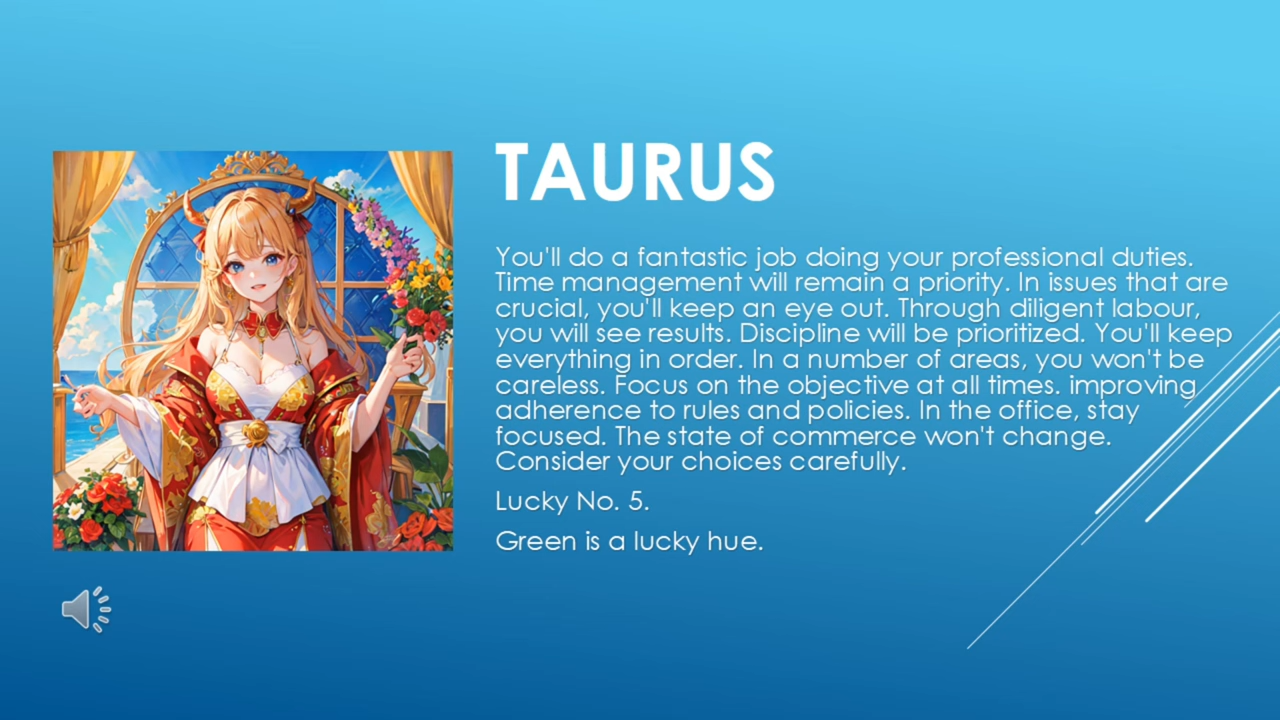 TAURUS
You'll do a fantastic job doing your professional duties.
Time management will remain a priority. In issues that are
crucial, you'll keep an eye out. Through diligent labour,
you will see results. Discipline will be prioritized. You'll keep
everything in order. In a number of areas, you won't be
careless. Focus on the objective at all times. improving
adherence to rules and policies. In the office, stay
focused. The state of commerce won't change.
Consider your choices carefully.
Lucky No. 5.
Green is a lucky hue.